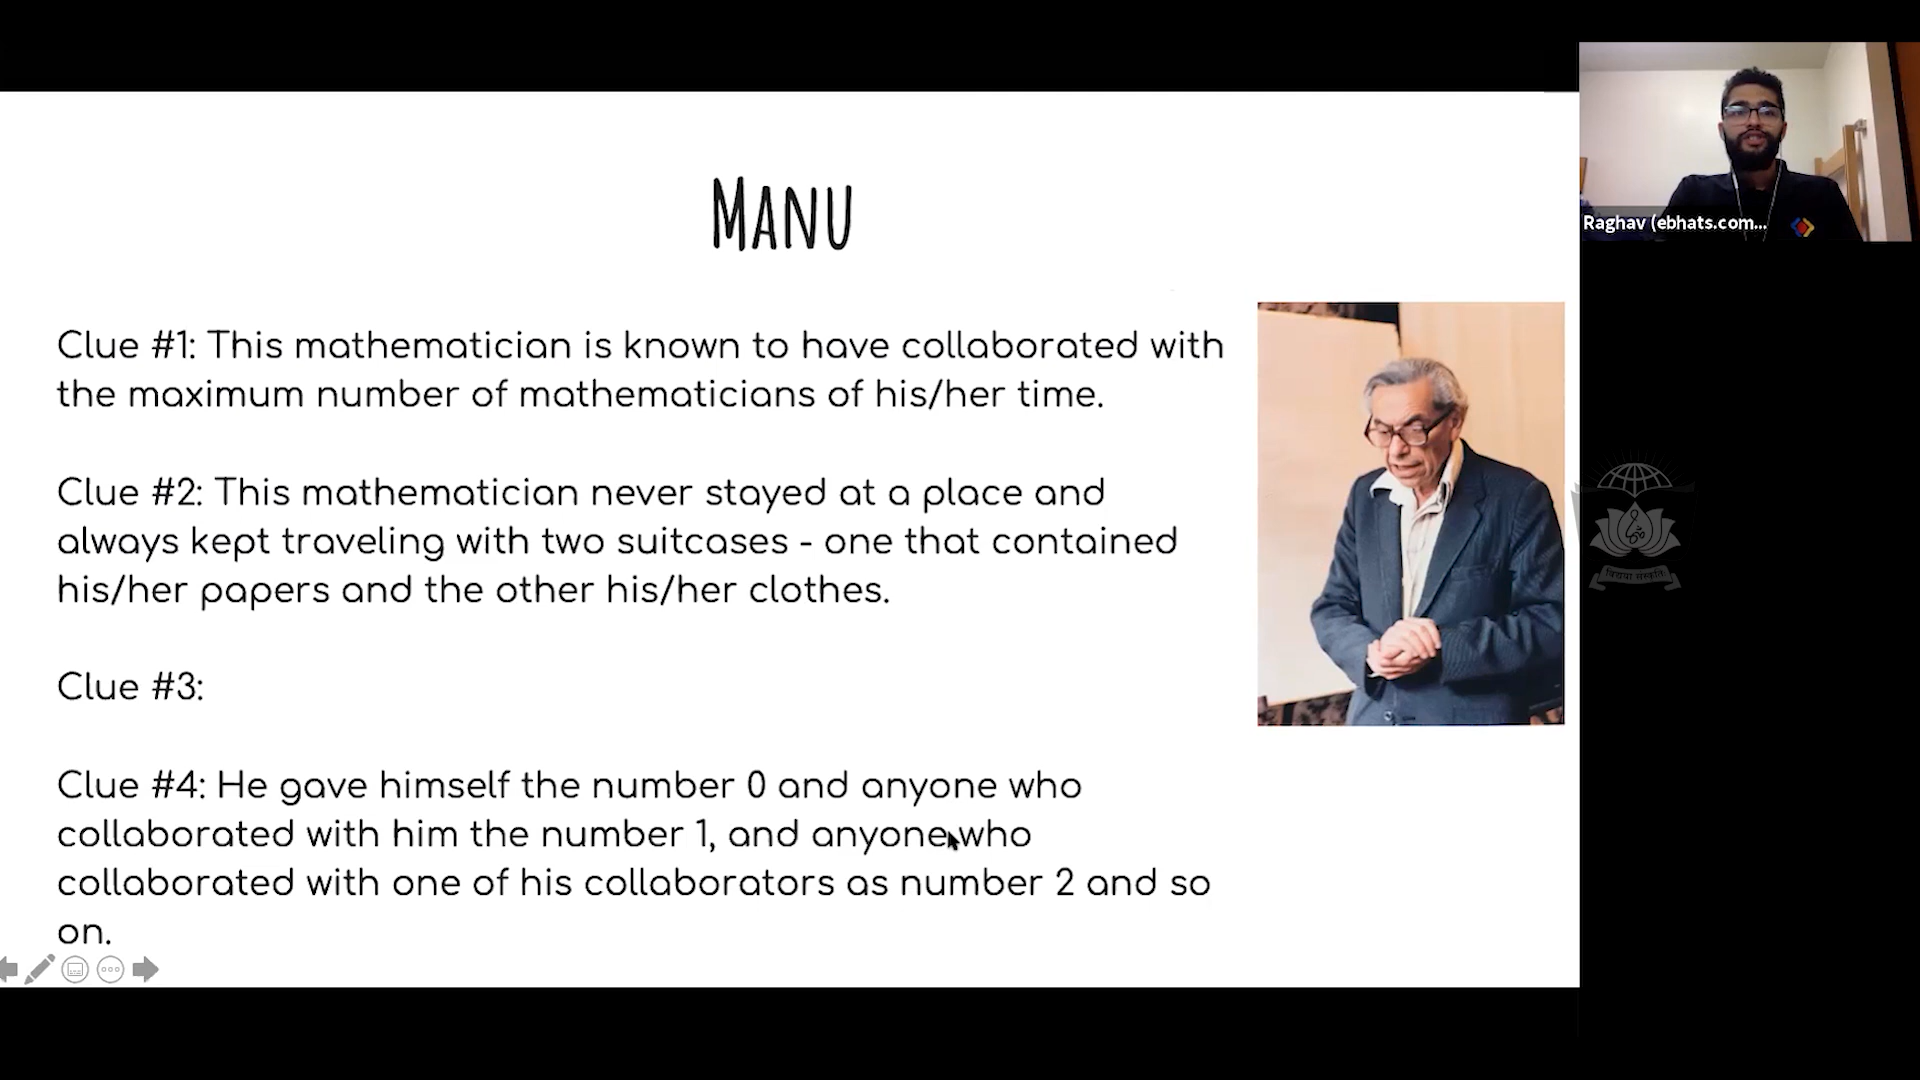 Manu
Clue #1: This mathematician is known to have collaborated with
the maximum number of mathematicians of his/her time.
Clue #2: This mathematician never stayed at a place and
always kept traveling with two suitcases - one that contained
his/her papers and the other his/her clothes.
Clue #3:
Clue #4: He gave himself the number 0 and anyone who
collaborated with him the number 1, and anyone who
collaborated with one of his collaborators as number 2 and so
on.
Raghav (ebhats.com...
विद्यया संस्कृतिः